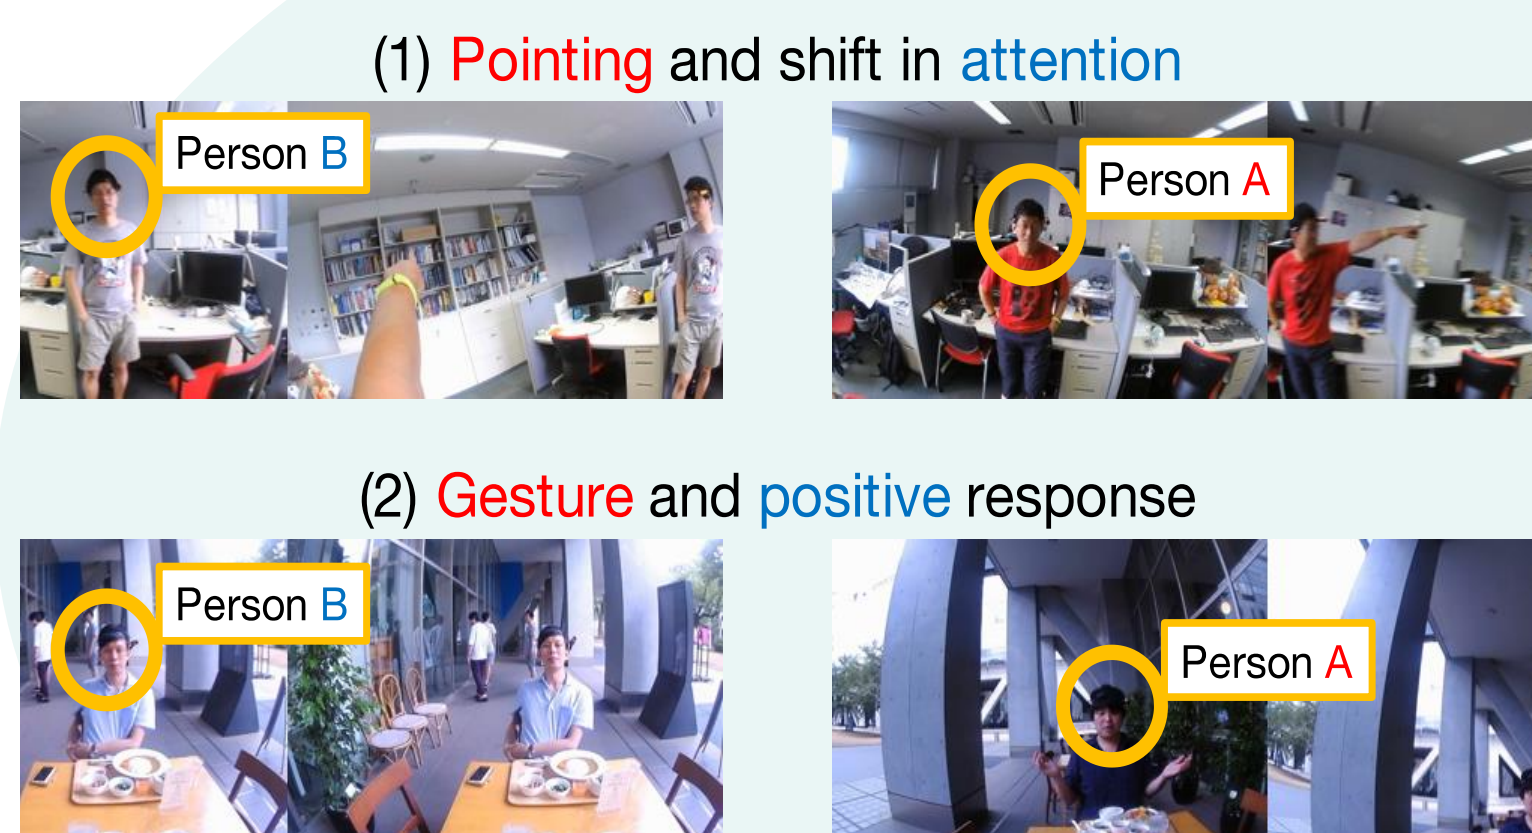 (1) Pointing and shift in attention
Person B
Person A
(2) Gesture and positive response
Person B
Person A